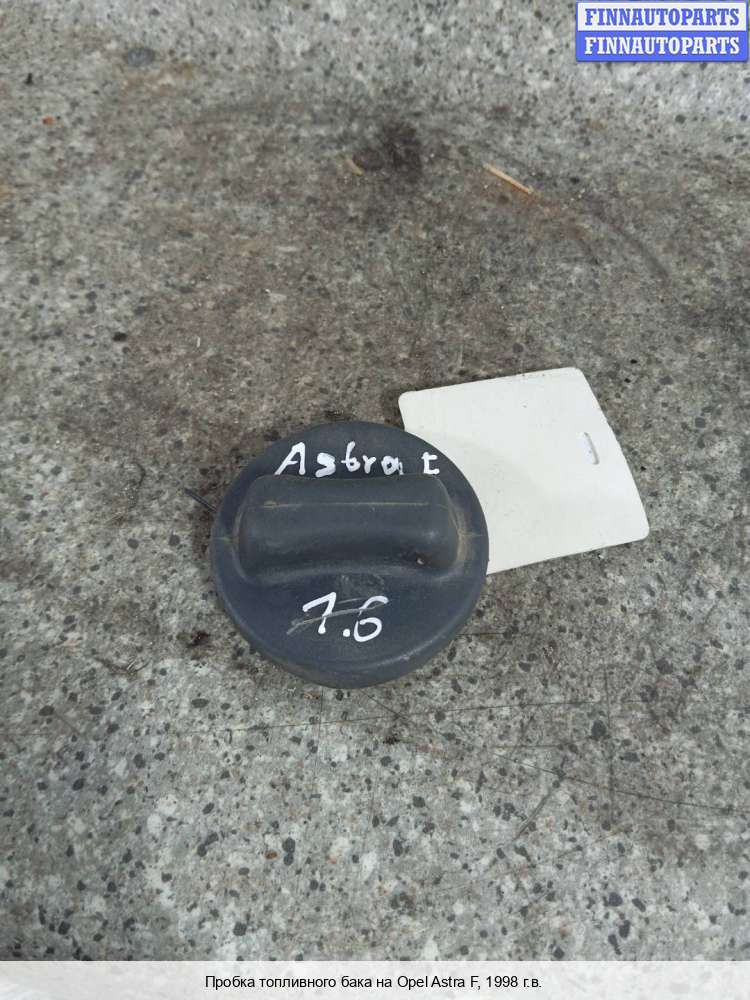 FINNAUTOPARTS
FINNAUTOPARTS
Astra F
1.6
Пробка топливного бака на Opel Astra F, 1998 г.в.